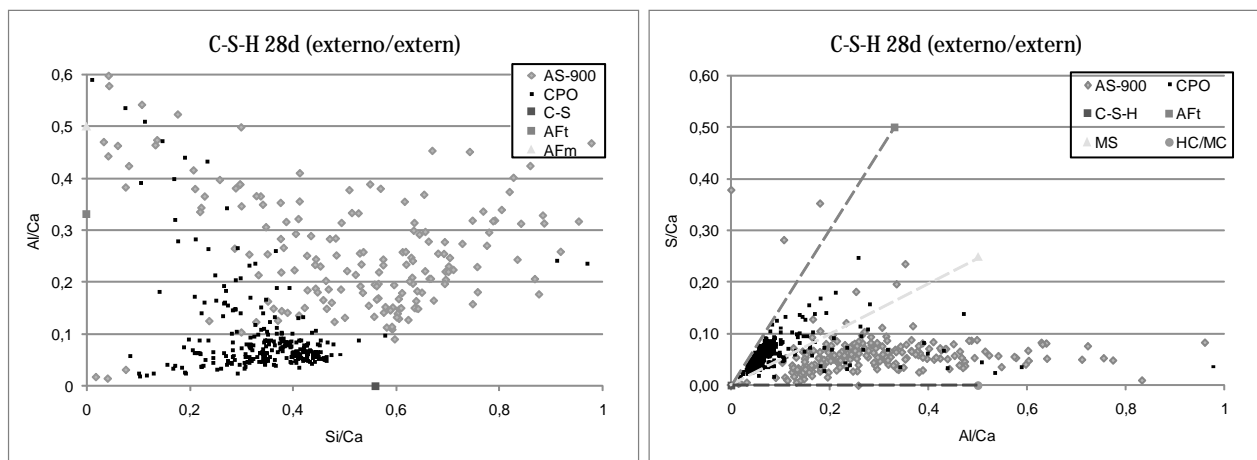 C-S-H 28d (externo/extern)
0,6
0,5
0,4
0,3
0,2
0,1
0
Al/Ca
0
0,2
0,4
0,6
0,8
1
Si/Ca
AS-900
CPO
C-S
AFt
AFm
C-S-H 28d (externo/extern)
0,60
0,50
0,40
0,30
0,20
0,10
0,00
S/Ca
0
0,2
0,4
0,6
0,8
1
Al/Ca
AS-900 CPO
C-S-H AFt
MS HC/MC